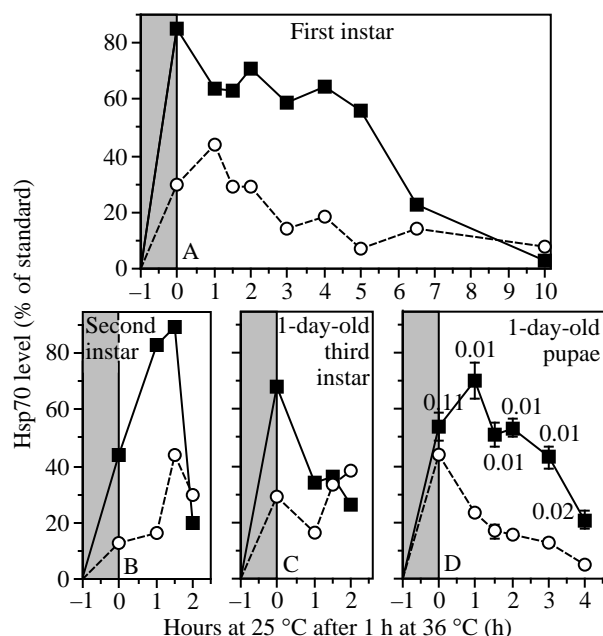 Hsp70 level (% of standard)
80
60
40
20
0
First instar
A
–1 0 1 2 3 4 5 6 7 8 9 10
80
60
40
20
0
Second
instar
B
–1 0 1 2
1-day-old
third
instar
C
–1 0 1 2
1-day-old
pupae
0.11
0.01
0.01
0.01
0.01
0.02
D
–1 0 1 2 3 4
Hours at 25 °C after 1 h at 36 °C (h)